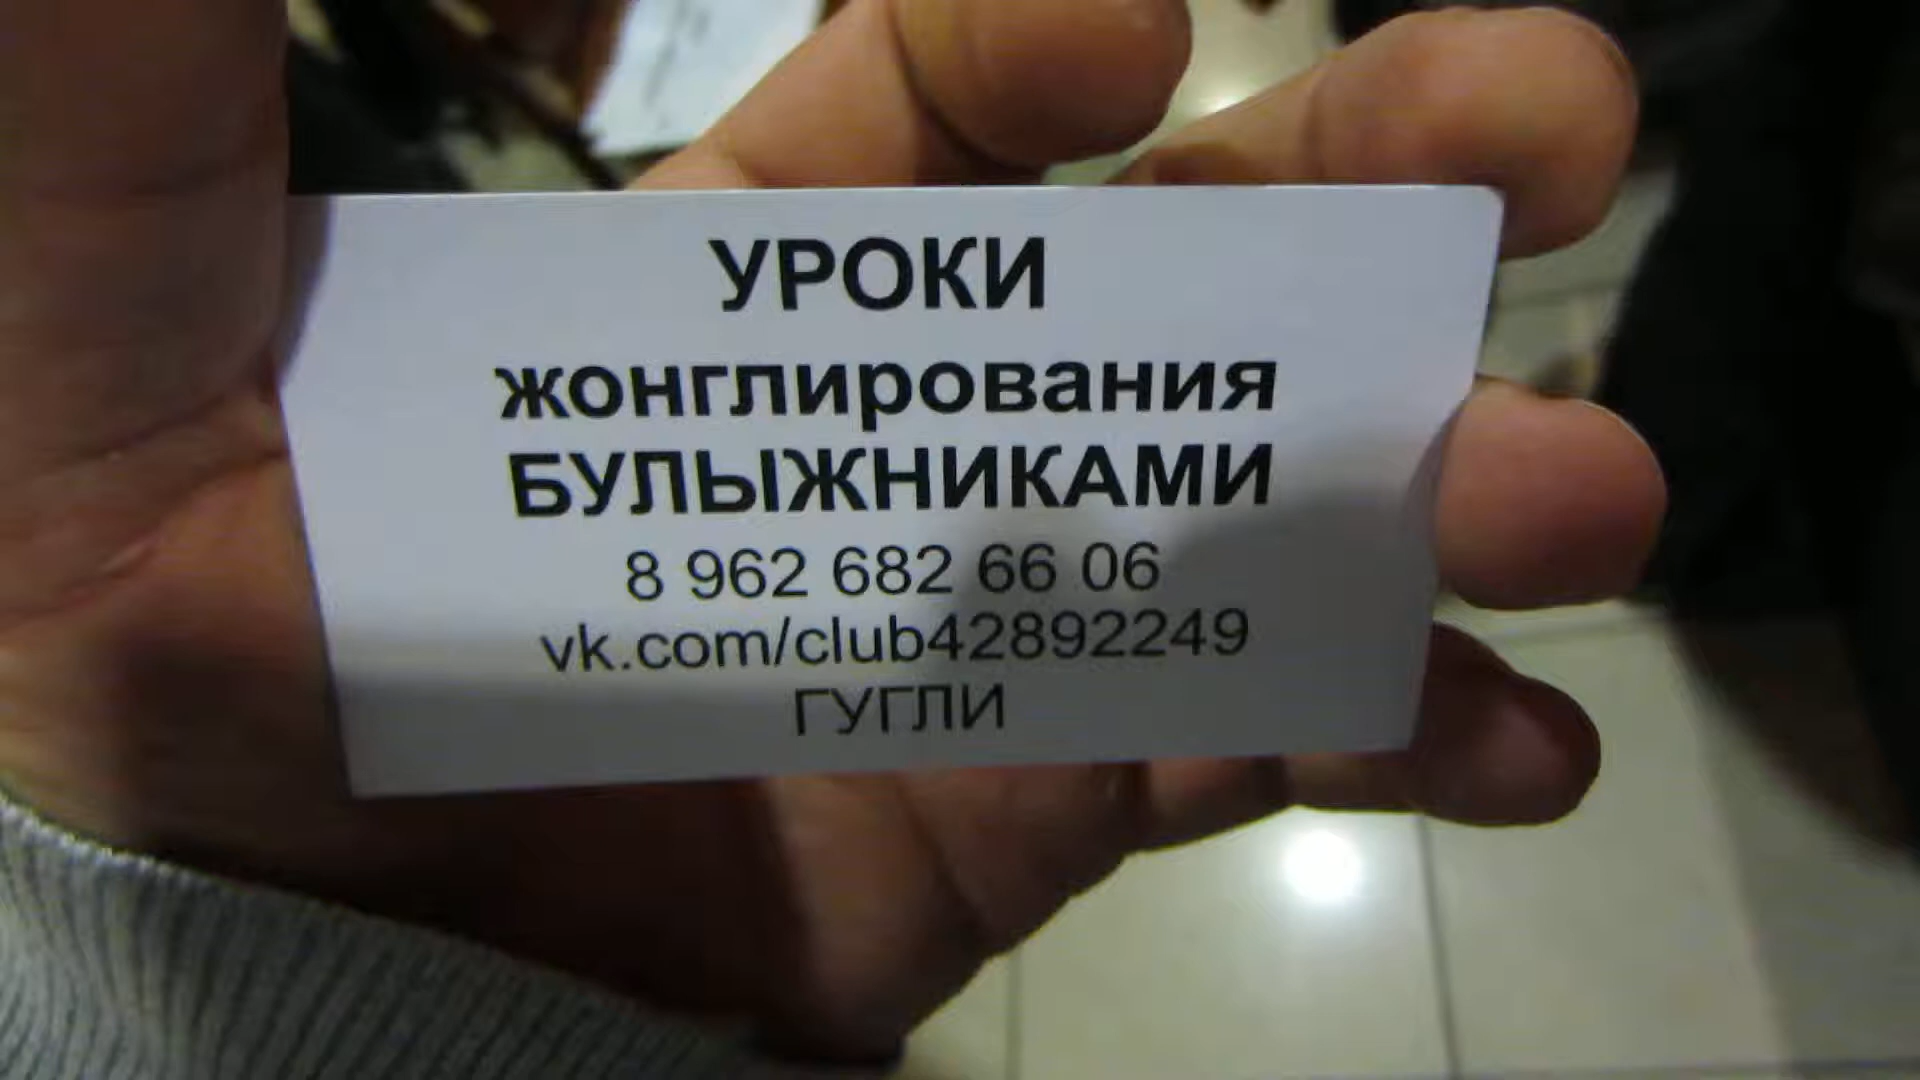 УРОКИ
жонглирования
БУЛЫЖНИКАМИ
8 962 682 66 06
vk.com/club42892249
ГУГЛИ